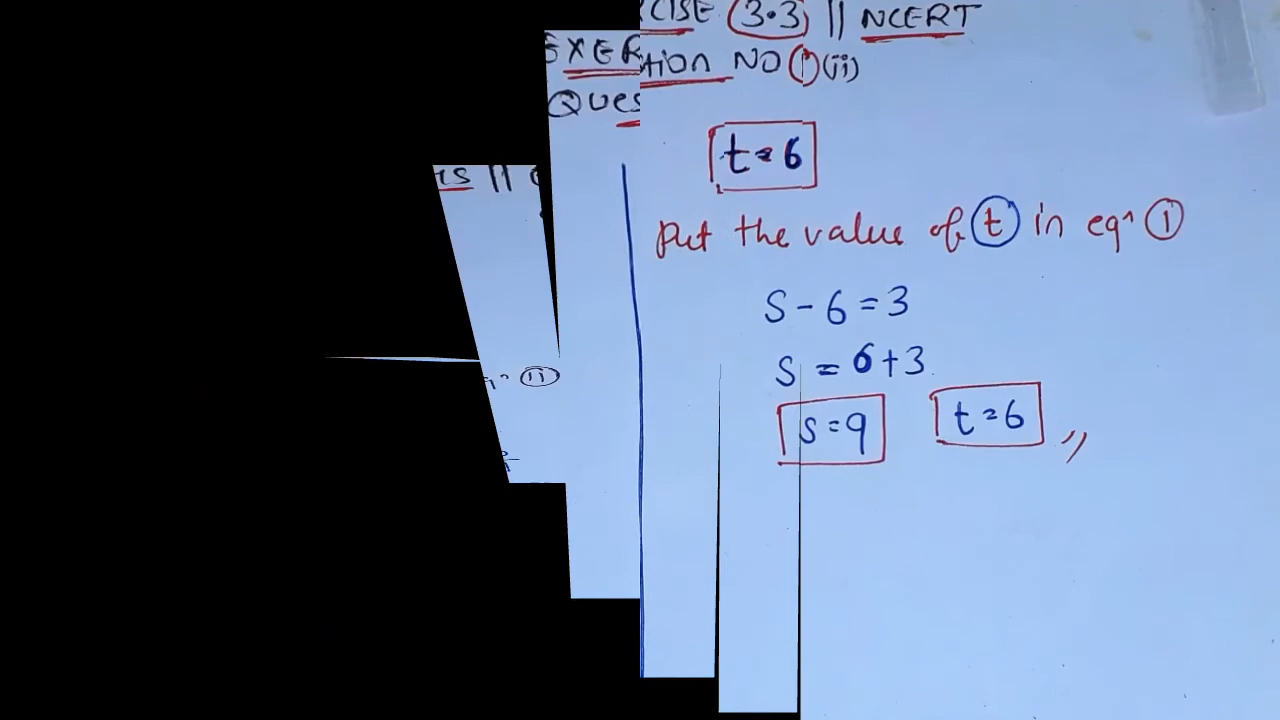 EXERCISE 3.3 || NCERT
Question NO 1 (ii)
t = 6
Put the value of t in eqⁿ i
S - 6 = 3
S = 6 + 3
S = 9 t = 6
ii